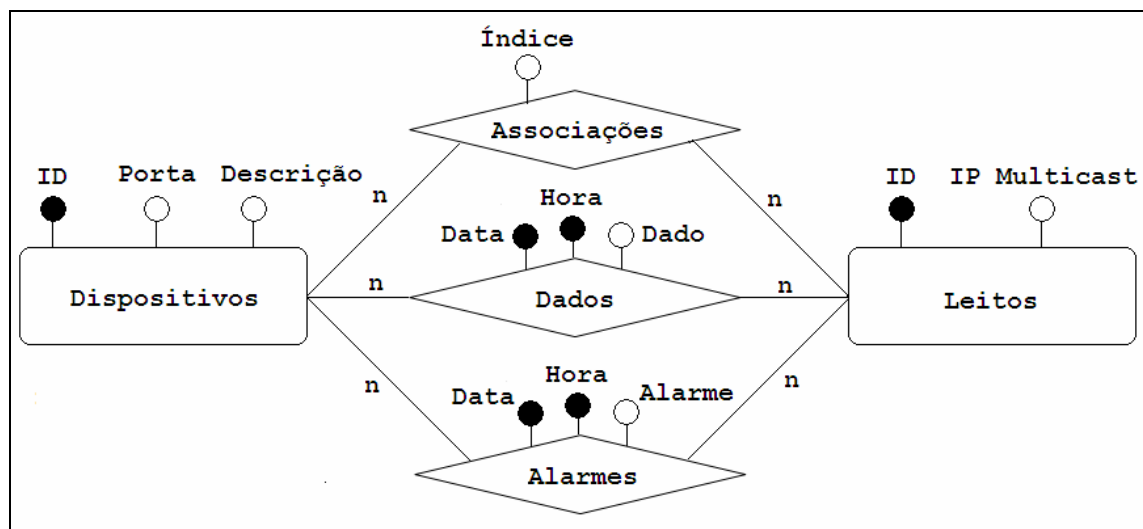 Índice
Associações
ID Porta Descrição
ID IP Multicast
n n
Hora
Data Dado
Dispositivos n Dados n Leitos
n n
Hora
Data Alarme
Alarmes